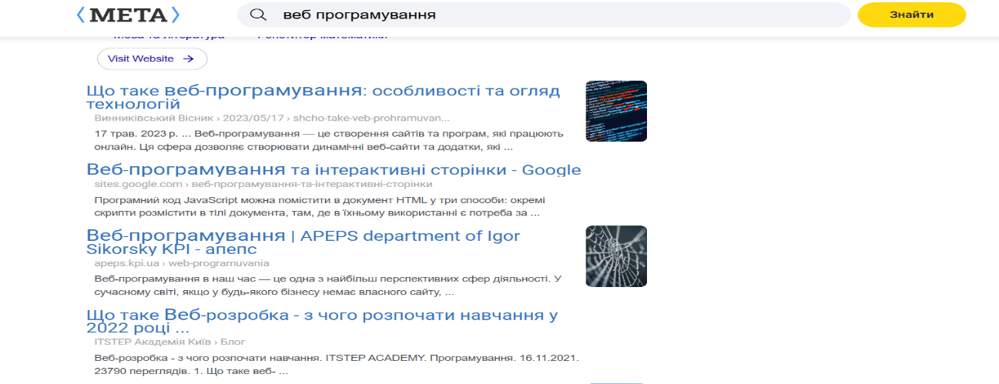 META
веб програмування
Знайти
Мова та література
Репетитор математики
Visit Website
Що таке веб-програмування: особливості та огляд
технологій
Винниківський Вісник › 2023/05/17 › shcho-take-veb-prohramuvan...
17 трав. 2023 р. ... Веб-програмування — це створення сайтів та програм, які працюють
онлайн. Ця сфера дозволяє створювати динамічні веб-сайти та додатки, які ...
Веб-програмування та інтерактивні сторінки - Google
sites.google.com › веб-програмування-та-інтерактивні-сторінки
Програмний код JavaScript можна помістити в документ HTML у три способи: окремі
скрипти розмістити в тілі документа, там, де в їхньому використанні є потреба за ...
Веб-програмування | APEPS department of Igor
Sikorsky KPI - апепс
apeps.kpi.ua › web-programuvania
Веб-програмування в наш час — це одна з найбільш перспективних сфер діяльності. У
сучасному світі, якщо у будь-якого бізнесу немає власного сайту, ...
Що таке Веб-розробка - з чого розпочати навчання у
2022 році ...
ITSTEP Академія Київ › Блог
Веб-розробка - з чого розпочати навчання. ITSTEP ACADEMY. Програмування. 16.11.2021.
23790 переглядів. 1. Що таке веб- ...